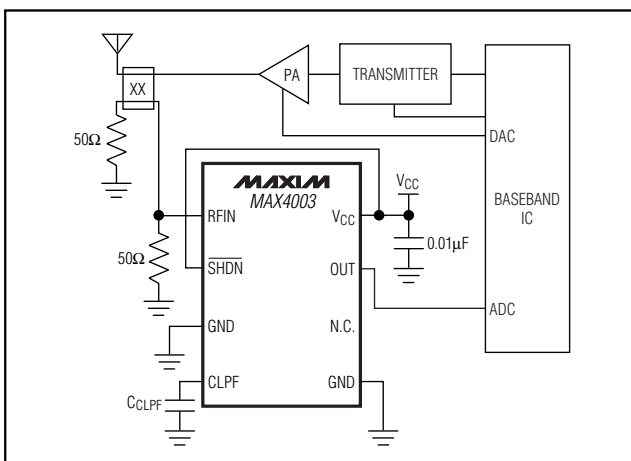 PA
TRANSMITTER
XX
50Ω
DAC
MAXIM
MAX4003
VCC
BASEBAND
IC
RFIN
VCC
0.01µF
50Ω
SHDN
OUT
GND
N.C.
ADC
CLPF
GND
CCLPF